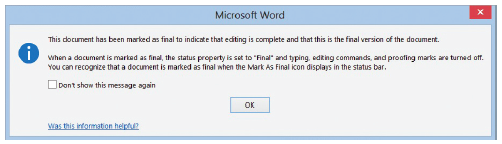 Microsoft Word
This document has been marked as final to indicate that editing is complete and that this is the final version of the document.
When a document is marked as final, the status property is set to "Final" and typing, editing commands, and proofing marks are turned off.
You can recognize that a document is marked as final when the Mark As Final icon displays in the status bar.
Don't show this message again
OK
Was this information helpful?